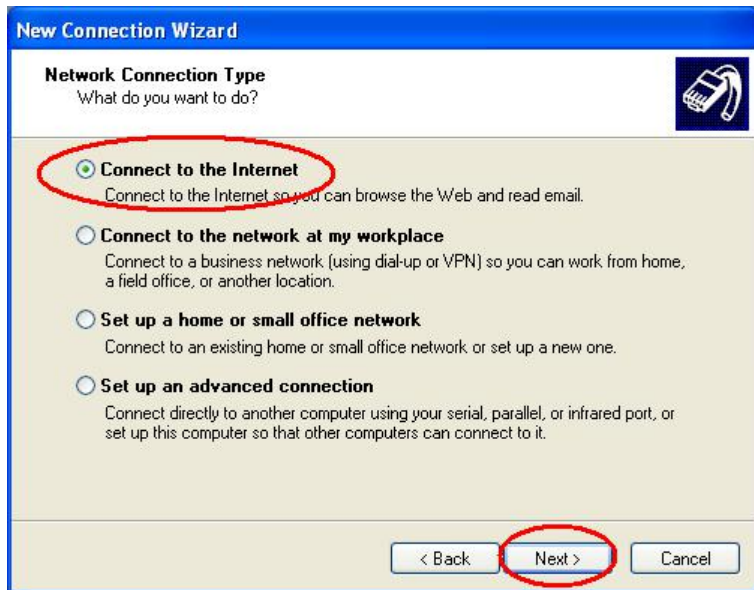 New Connection Wizard
Network Connection Type
What do you want to do?
Connect to the Internet
Connect to the Internet so you can browse the Web and read email.
Connect to the network at my workplace
Connect to a business network (using dial-up or VPN) so you can work from home,
a field office, or another location.
Set up a home or small office network
Connect to an existing home or small office network or set up a new one.
Set up an advanced connection
Connect directly to another computer using your serial, parallel, or infrared port, or
set up this computer so that other computers can connect to it.
< Back Next > Cancel